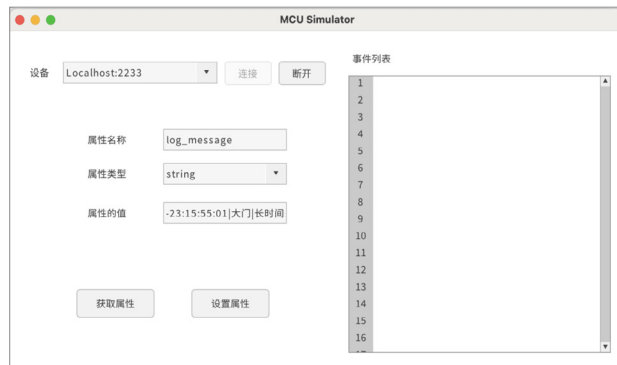 MCU Simulator
设备
Localhost:2233
连接
断开
属性名称
log_message
属性类型
string
属性的值
-23:15:55:01|大门|长时间
获取属性
设置属性
事件列表
1
2
3
4
5
6
7
8
9
10
11
12
13
14
15
16